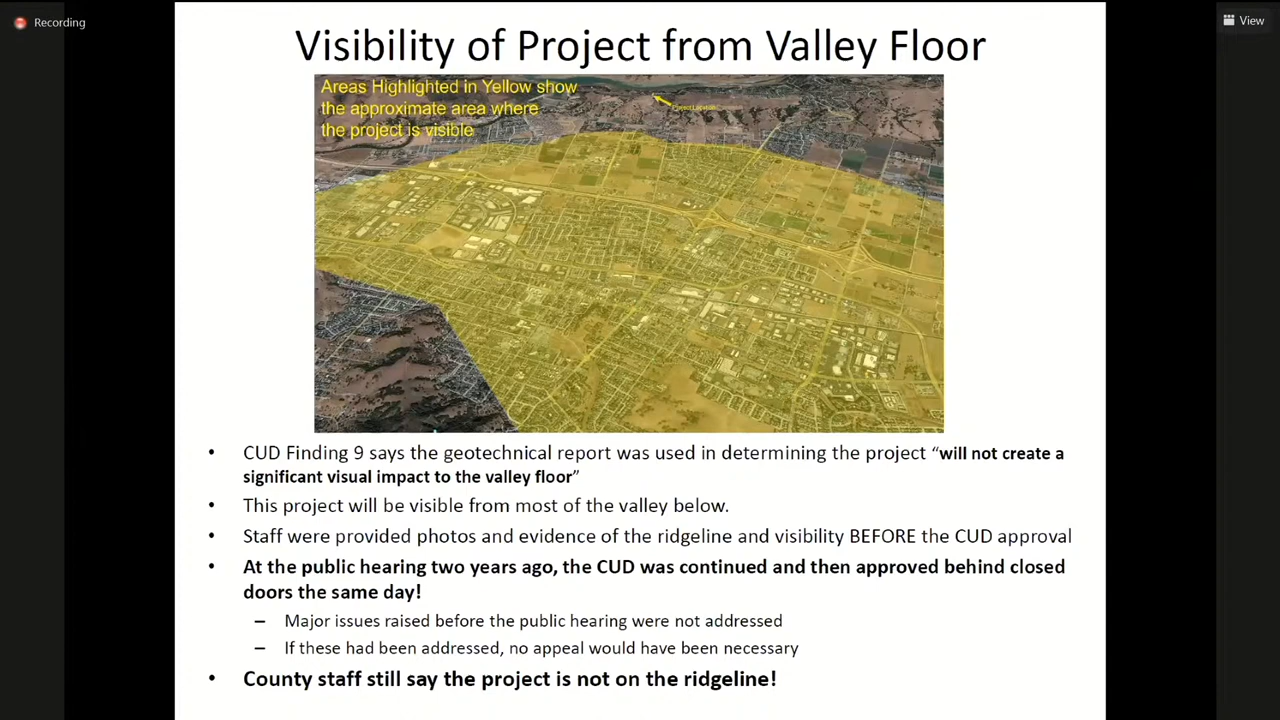 Recording
View
Visibility of Project from Valley Floor
Areas Highlighted in Yellow show
the approximate area where
the project is visible
Project Location
• CUD Finding 9 says the geotechnical report was used in determining the project “will not create a
significant visual impact to the valley floor”
• This project will be visible from most of the valley below.
• Staff were provided photos and evidence of the ridgeline and visibility BEFORE the CUD approval
• At the public hearing two years ago, the CUD was continued and then approved behind closed
doors the same day!
– Major issues raised before the public hearing were not addressed
– If these had been addressed, no appeal would have been necessary
• County staff still say the project is not on the ridgeline!